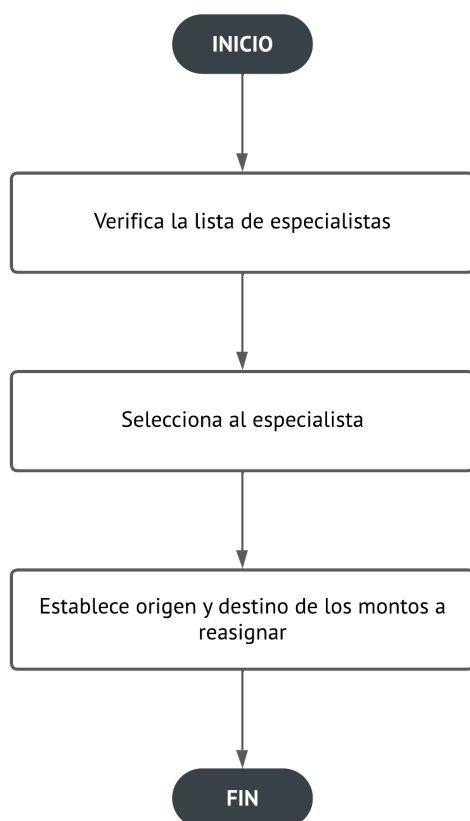 INICIO
Verifica la lista de especialistas
Selecciona al especialista
Establece origen y destino de los montos a
reasignar
FIN